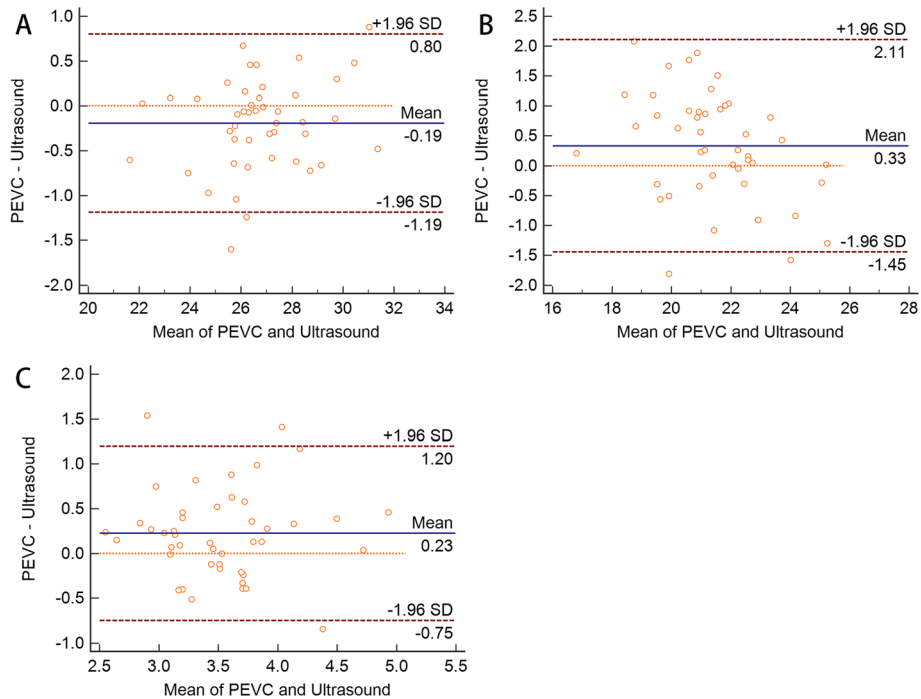 A
1.0
0.5
0.0
-0.5
-1.0
-1.5
-2.0
PEVC - Ultrasound
+1.96 SD
0.80
Mean
-0.19
-1.96 SD
-1.19
20 22 24 26 28 30 32 34
Mean of PEVC and Ultrasound
B
2.5
2.0
1.5
1.0
0.5
0.0
-0.5
-1.0
-1.5
-2.0
PEVC - Ultrasound
+1.96 SD
2.11
Mean
0.33
-1.96 SD
-1.45
16 18 20 22 24 26 28
Mean of PEVC and Ultrasound
C
2.0
1.5
1.0
0.5
0.0
-0.5
-1.0
PEVC - Ultrasound
+1.96 SD
1.20
Mean
0.23
-1.96 SD
-0.75
2.5 3.0 3.5 4.0 4.5 5.0 5.5
Mean of PEVC and Ultrasound